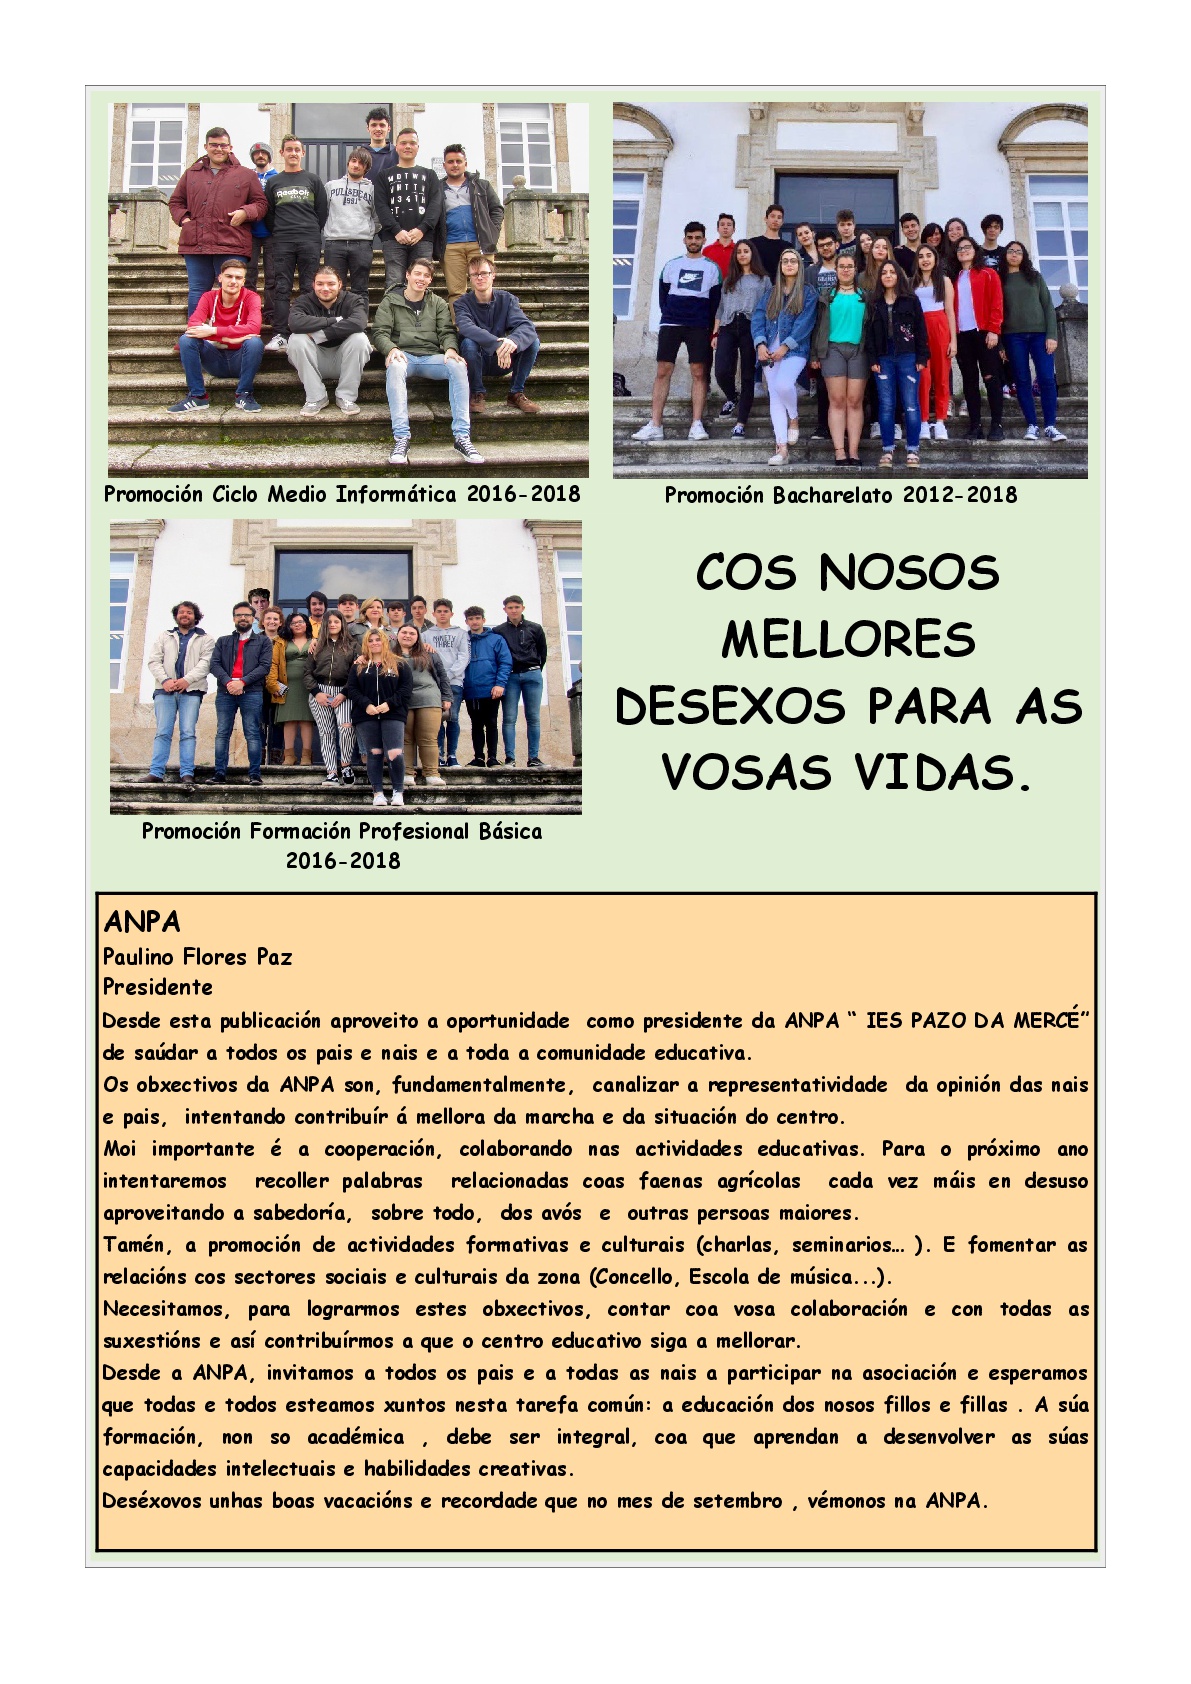 Reebok
PULL&BEAR
1991
Promoción Ciclo Medio Informática 2016-2018
Promoción Bacharelato 2012-2018
NINETY
THREE
COS NOSOS
MELLORES
DESEXOS PARA AS
VOSAS VIDAS.
Promoción Formación Profesional Básica
2016-2018
ANPA
Paulino Flores Paz
Presidente
Desde esta publicación aproveito a oportunidade como presidente da ANPA “ IES PAZO DA MERCÉ”
de saúdar a todos os pais e nais e a toda a comunidade educativa.
Os obxectivos da ANPA son, fundamentalmente, canalizar a representatividade da opinión das nais
e pais, intentando contribuír á mellora da marcha e da situación do centro.
Moi importante é a cooperación, colaborando nas actividades educativas. Para o próximo ano
intentaremos recoller palabras relacionadas coas faenas agrícolas cada vez máis en desuso
aproveitando a sabedoría, sobre todo, dos avós e outras persoas maiores.
Tamén, a promoción de actividades formativas e culturais (charlas, seminarios… ). E fomentar as
relacións cos sectores sociais e culturais da zona (Concello, Escola de música...).
Necesitamos, para lograrmos estes obxectivos, contar coa vosa colaboración e con todas as
suxestións e así contribuírmos a que o centro educativo siga a mellorar.
Desde a ANPA, invitamos a todos os pais e a todas as nais a participar na asociación e esperamos
que todas e todos esteamos xuntos nesta tarefa común: a educación dos nosos fillos e fillas . A súa
formación, non so académica , debe ser integral, coa que aprendan a desenvolver as súas
capacidades intelectuais e habilidades creativas.
Deséxovos unhas boas vacacións e recordade que no mes de setembro , vémonos na ANPA.